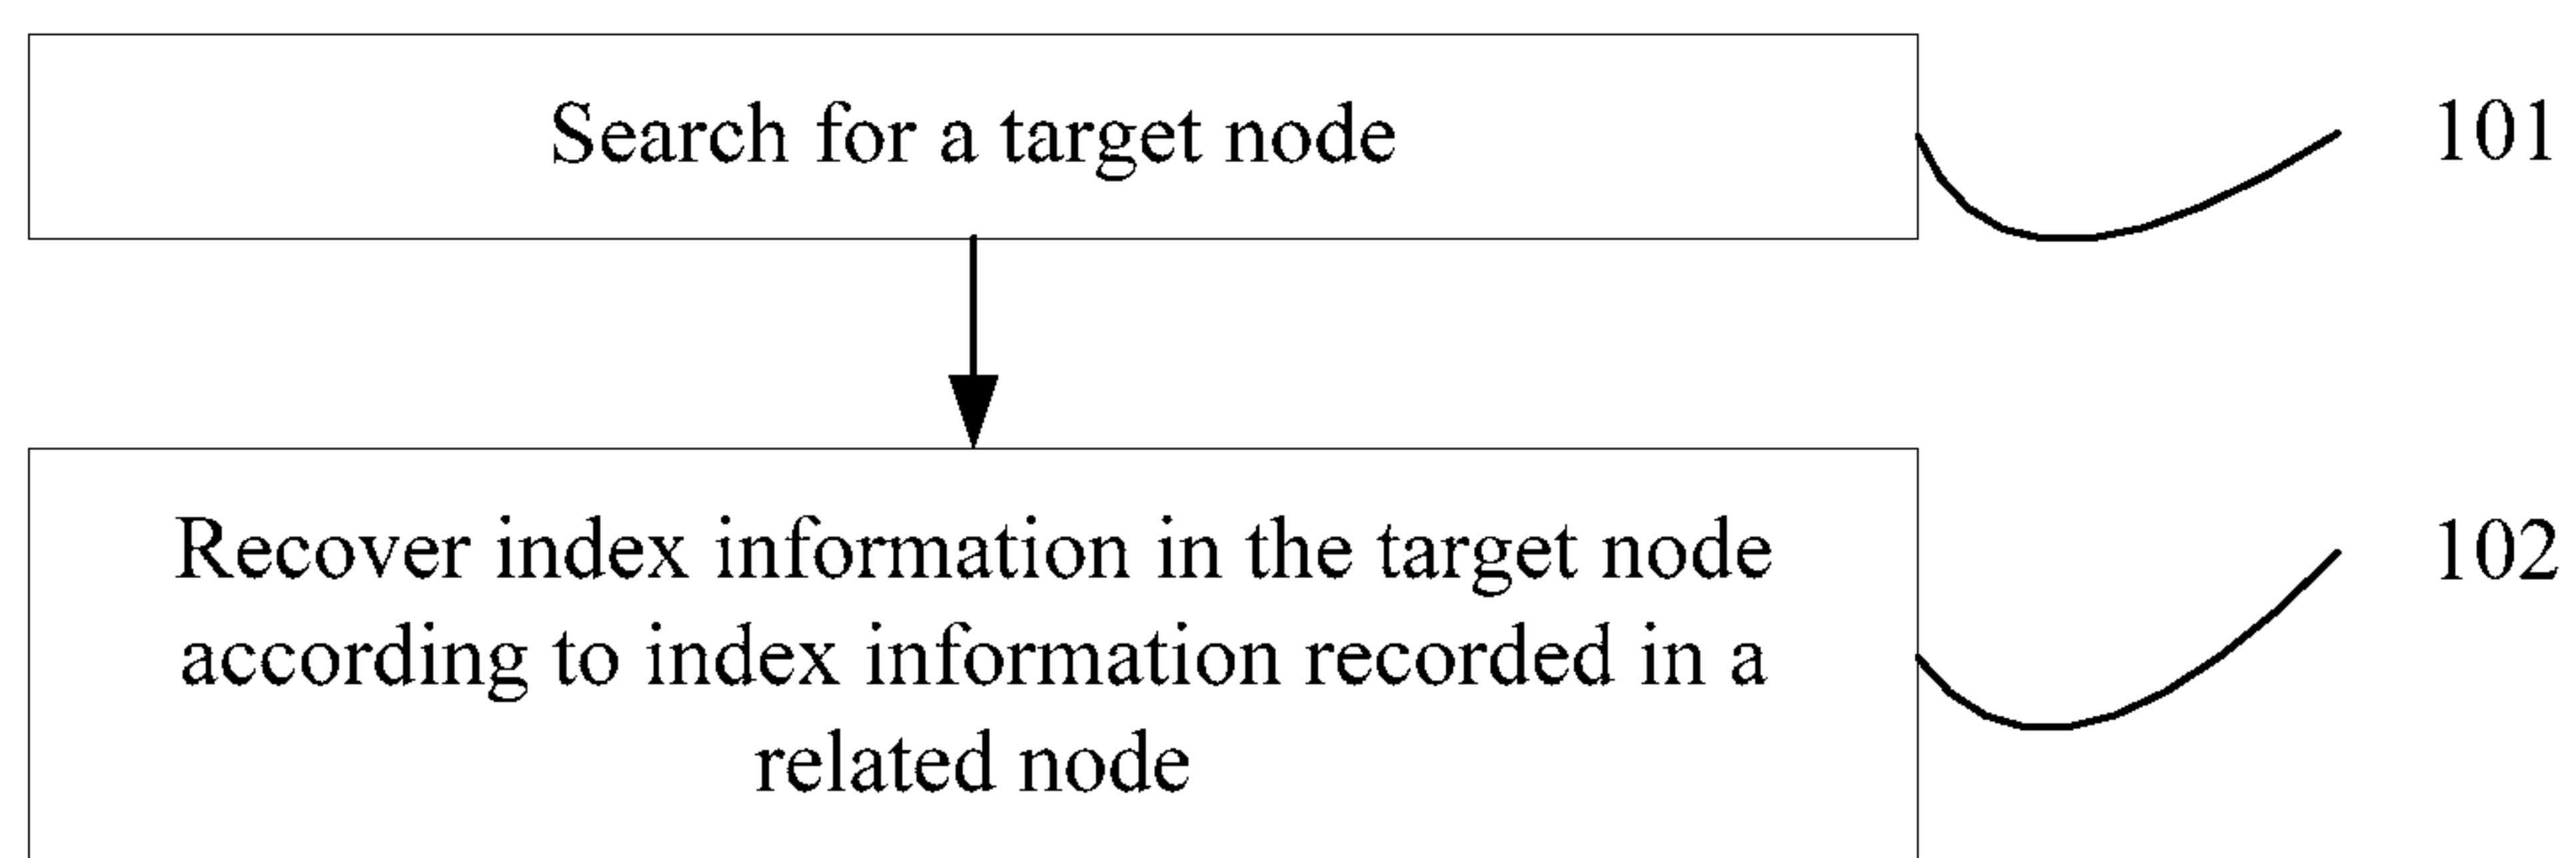 Search for a target node
101
Recover index information in the target node
102
according to index information recorded in a
related node